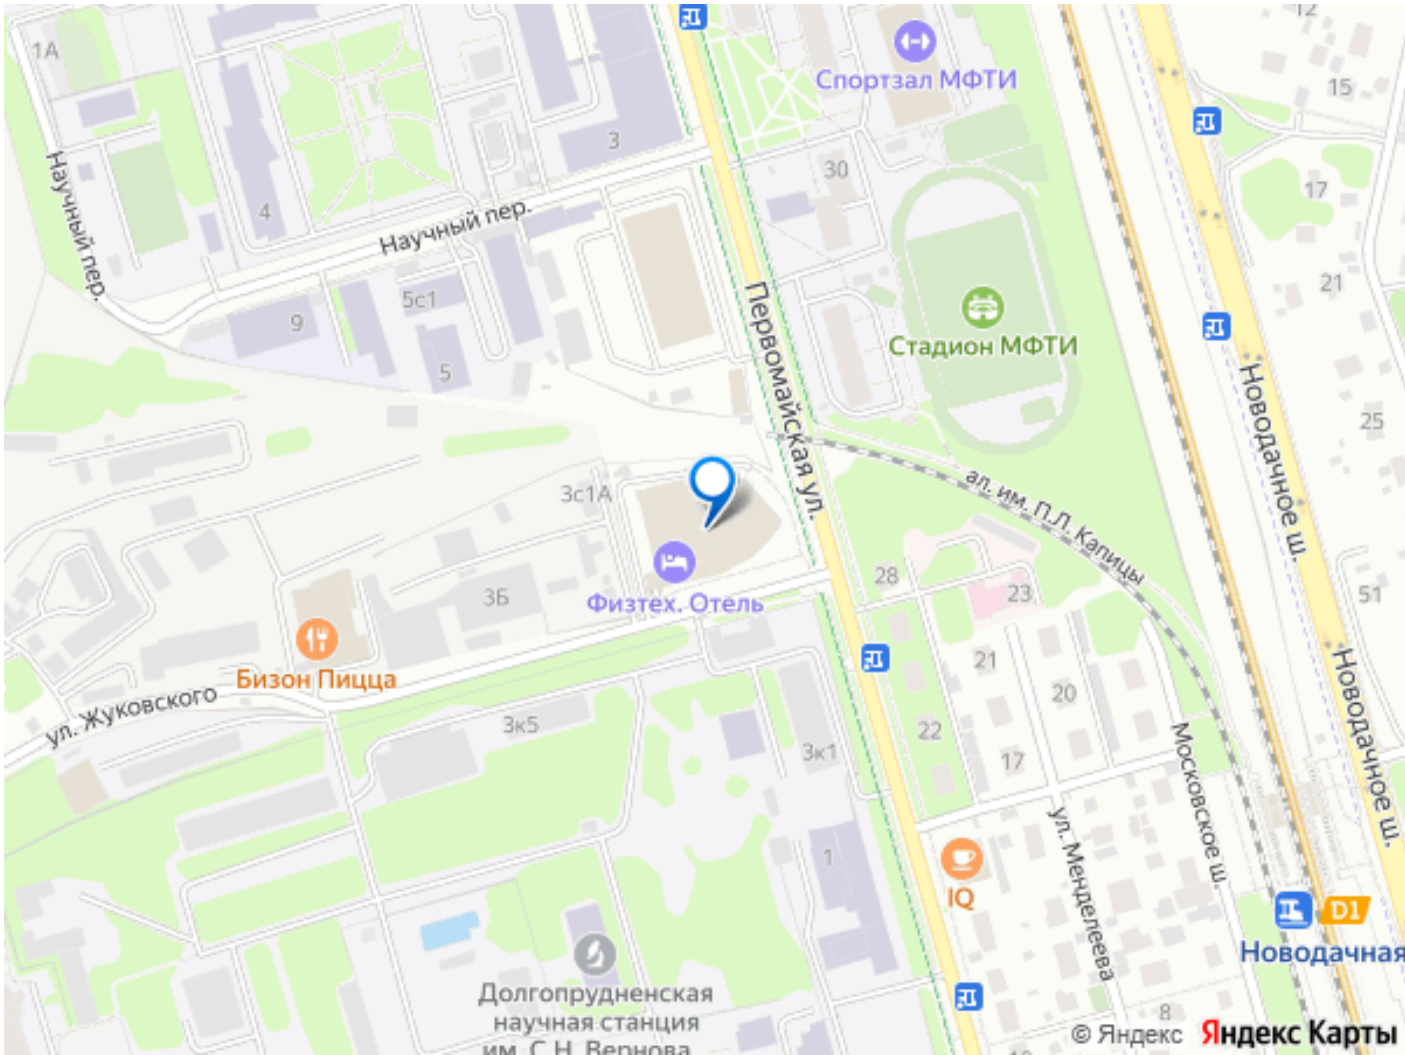 12
1А
Спортзал МФТИ
15
3
30
Научный пер.
17
4
Научный пер.
21
5с1
9
Первомайская ул.
Стадион МФТИ
5
Новодачное ш.
25
3с1А
ал. им. П.Л. Капицы
28
23
51
3Б
Физтех. Отель
21
Бизон Пицца
20
ул. Жуковского
3к5
22
3к1
17
Московское ш.
Новодачное ш.
ул. Менделеева
1
IQ
D1
Новодачная
Долгопрудненская
научная станция
им. С.Н. Вернова
8
© Яндекс Яндекс Карты